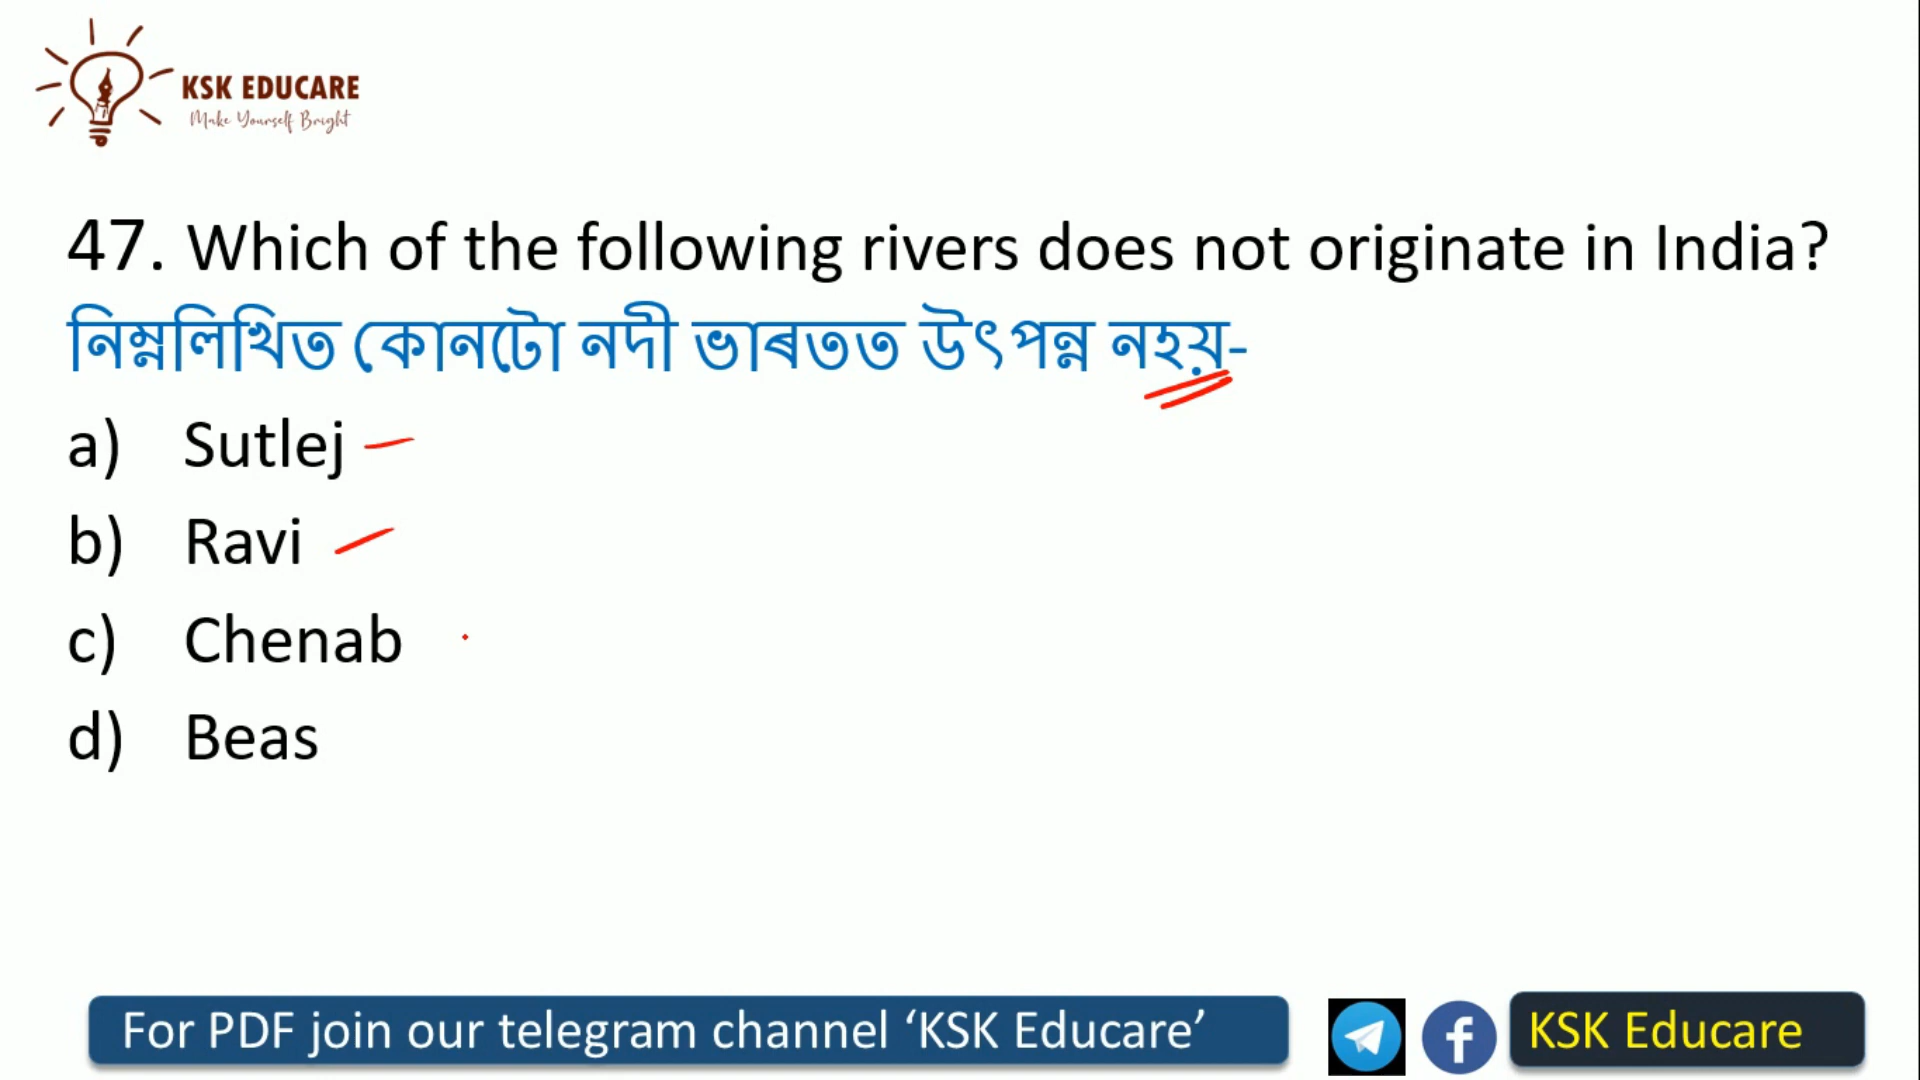 KSK EDUCARE
Make Yourself Bright
47. Which of the following rivers does not originate in India?
নিম্নলিখিত কোনটো নদী ভাৰতত উৎপন্ন নহয়-
a) Sutlej
b) Ravi
c) Chenab
d) Beas
For PDF join our telegram channel ‘KSK Educare’
KSK Educare